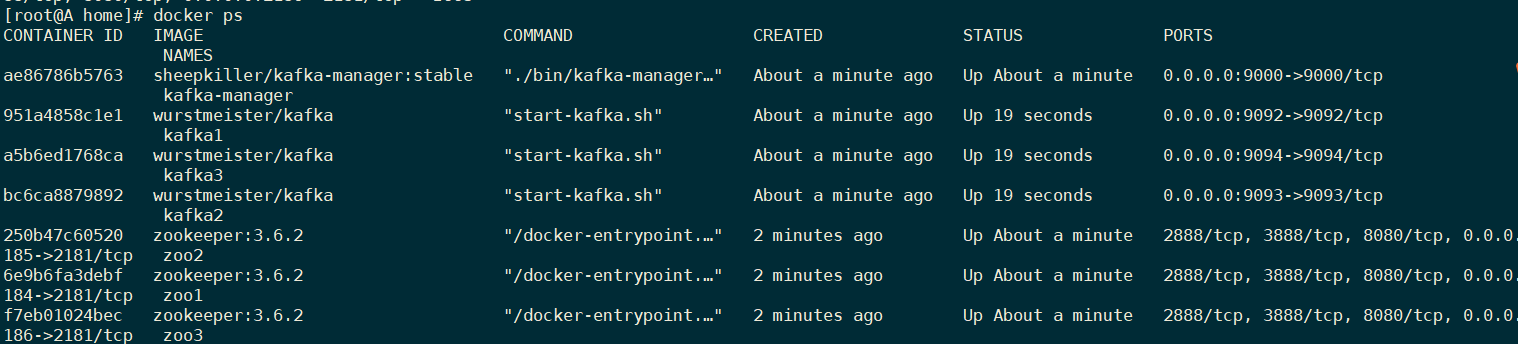 [root@A home]# docker ps
CONTAINER ID   IMAGE                              COMMAND                  CREATED              STATUS              PORTS
                NAMES
ae86786b5763   sheepkiller/kafka-manager:stable   "./bin/kafka-manager…"   About a minute ago   Up About a minute   0.0.0.0:9000->9000/tcp
                kafka-manager
951a4858c1e1   wurstmeister/kafka                 "start-kafka.sh"         About a minute ago   Up 19 seconds       0.0.0.0:9092->9092/tcp
                kafka1
a5b6ed1768ca   wurstmeister/kafka                 "start-kafka.sh"         About a minute ago   Up 19 seconds       0.0.0.0:9094->9094/tcp
                kafka3
bc6ca8879892   wurstmeister/kafka                 "start-kafka.sh"         About a minute ago   Up 19 seconds       0.0.0.0:9093->9093/tcp
                kafka2
250b47c60520   zookeeper:3.6.2                    "/docker-entrypoint.…"   2 minutes ago        Up About a minute   2888/tcp, 3888/tcp, 8080/tcp, 0.0.0.
185->2181/tcp   zoo2
6e9b6fa3debf   zookeeper:3.6.2                    "/docker-entrypoint.…"   2 minutes ago        Up About a minute   2888/tcp, 3888/tcp, 8080/tcp, 0.0.0.
184->2181/tcp   zoo1
f7eb01024bec   zookeeper:3.6.2                    "/docker-entrypoint.…"   2 minutes ago        Up About a minute   2888/tcp, 3888/tcp, 8080/tcp, 0.0.0.
186->2181/tcp   zoo3